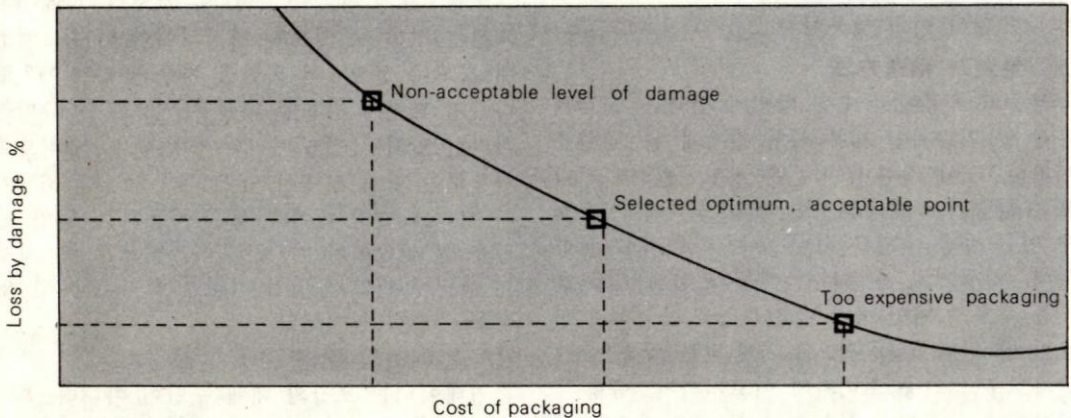 Non-acceptable level of damage
Selected optimum, acceptable point
Too expensive packaging
Loss by damage %
Cost of packaging